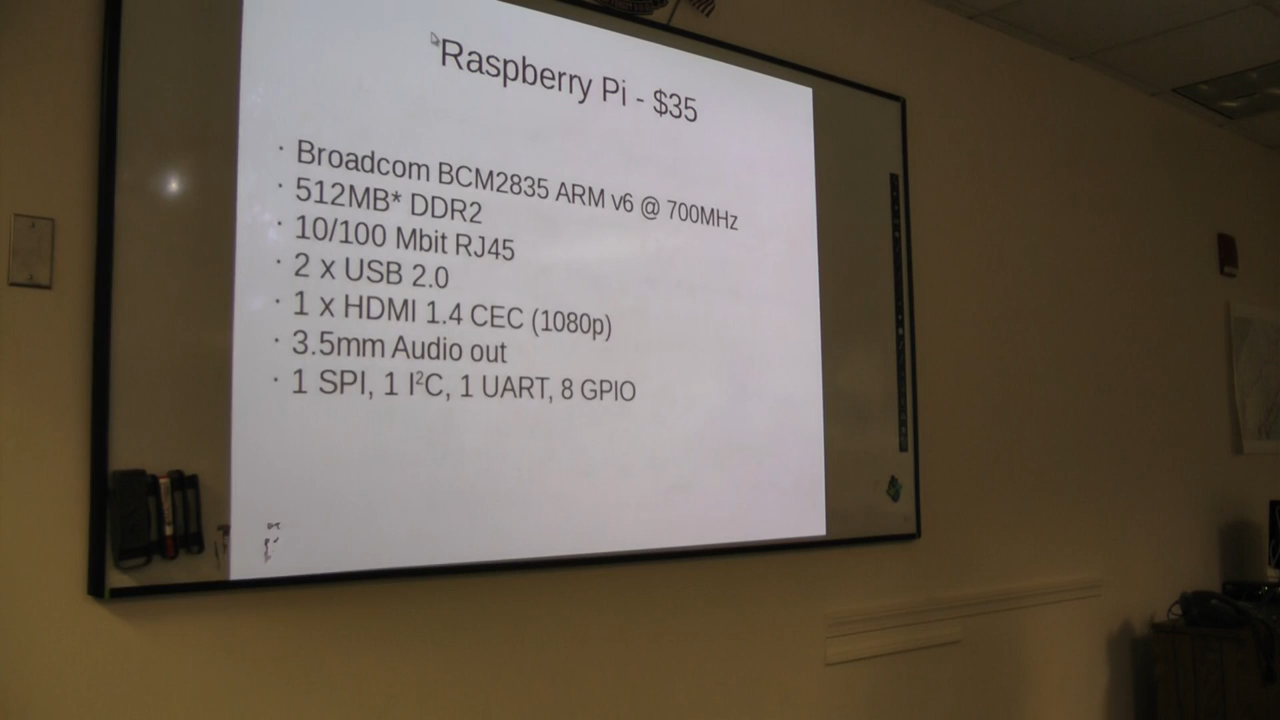 Raspberry Pi - $35
· Broadcom BCM2835 ARM v6 @ 700MHz
· 512MB* DDR2
· 10/100 Mbit RJ45
· 2 x USB 2.0
· 1 x HDMI 1.4 CEC (1080p)
· 3.5mm Audio out
· 1 SPI, 1 I²C, 1 UART, 8 GPIO